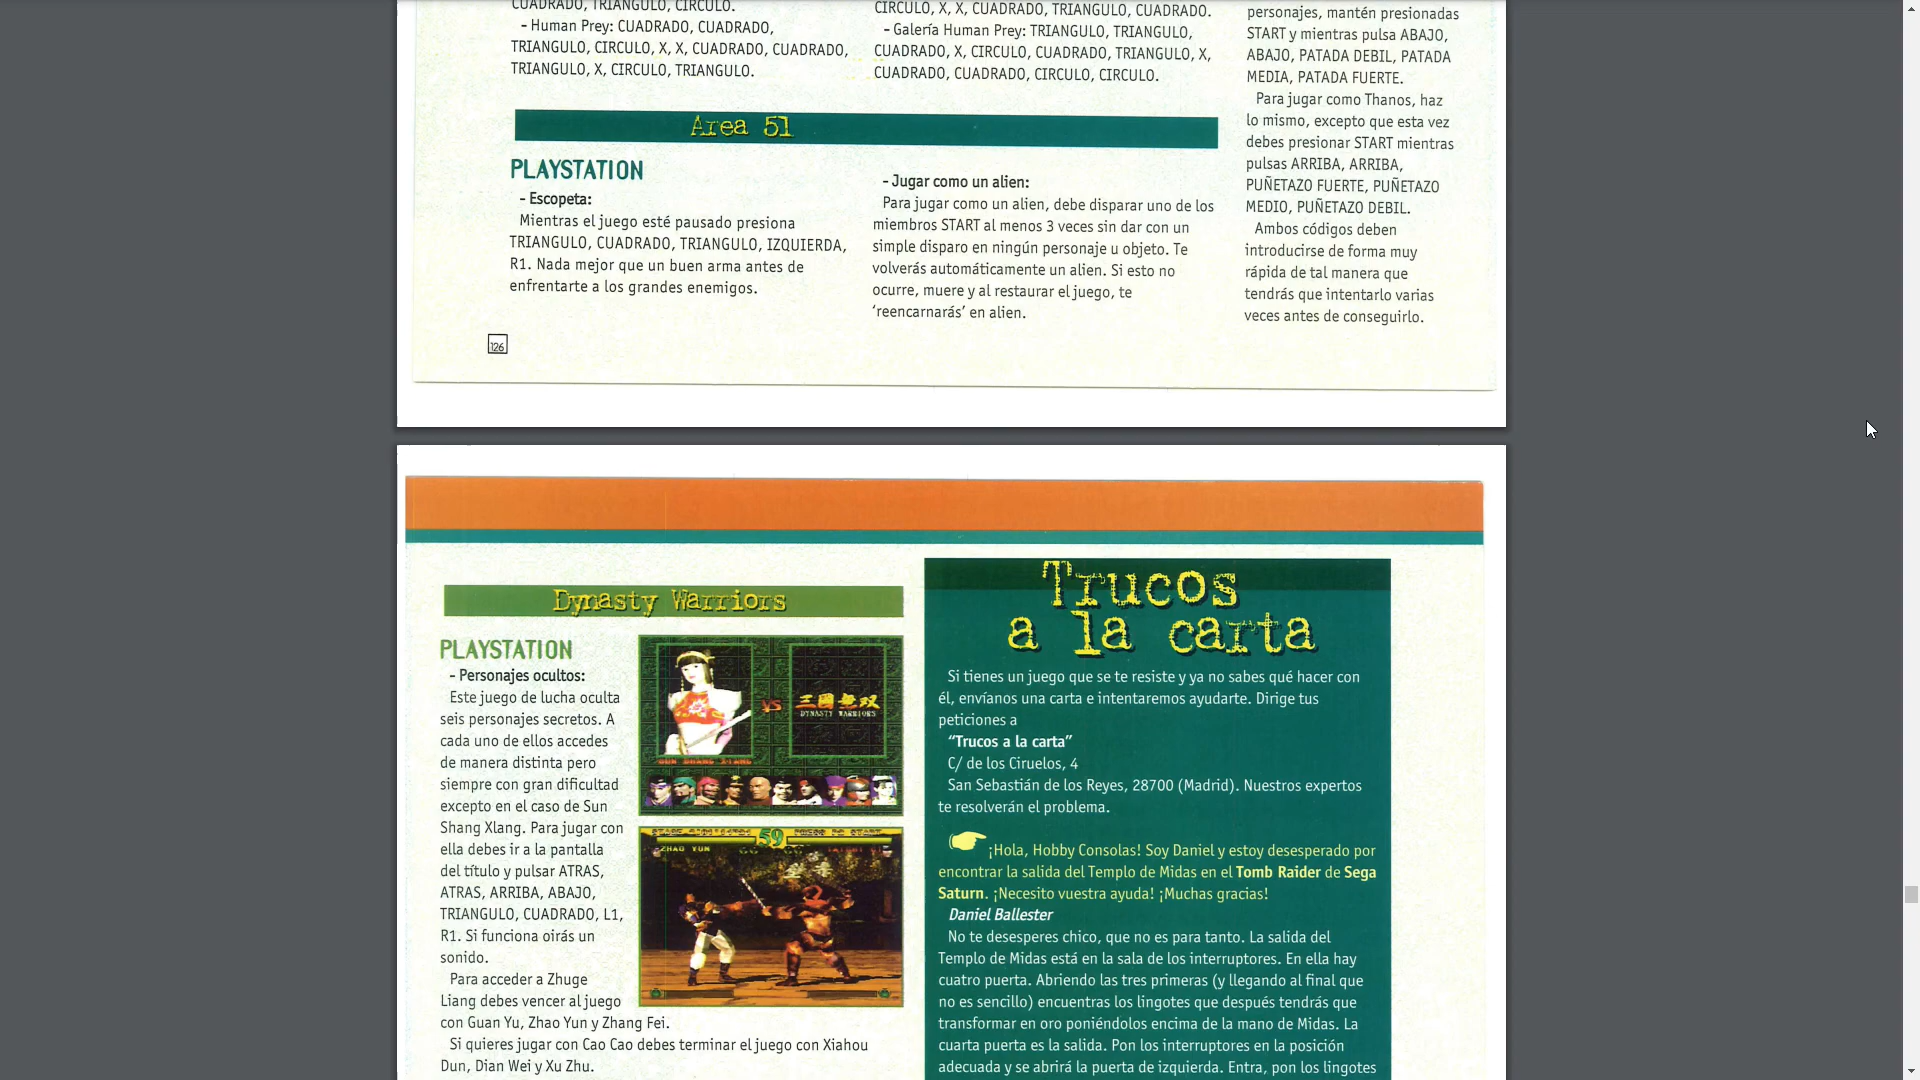 CUADRADO, TRIANGULO, CIRCULO.
- Human Prey: CUADRADO, CUADRADO,
TRIANGULO, CIRCULO, X, X, CUADRADO, CUADRADO,
TRIANGULO, X, CIRCULO, TRIANGULO.
CIRCULO, X, X, CUADRADO, TRIANGULO, CUADRADO.
- Galería Human Prey: TRIANGULO, TRIANGULO,
CUADRADO, X, CIRCULO, CUADRADO, TRIANGULO, X,
CUADRADO, CUADRADO, CIRCULO, CIRCULO.
personajes, mantén presionadas
START y mientras pulsa ABAJO,
ABAJO, PATADA DEBIL, PATADA
MEDIA, PATADA FUERTE.
Para jugar como Thanos, haz
lo mismo, excepto que esta vez
debes presionar START mientras
pulsas ARRIBA, ARRIBA,
PUÑETAZO FUERTE, PUÑETAZO
MEDIO, PUÑETAZO DEBIL.
Ambos códigos deben
introducirse de forma muy
rápida de tal manera que
tendrás que intentarlo varias
veces antes de conseguirlo.
Area 51
PLAYSTATION
- Escopeta:
Mientras el juego esté pausado presiona
TRIANGULO, CUADRADO, TRIANGULO, IZQUIERDA,
R1. Nada mejor que un buen arma antes de
enfrentarte a los grandes enemigos.
- Jugar como un alien:
Para jugar como un alien, debe disparar uno de los
miembros START al menos 3 veces sin dar con un
simple disparo en ningún personaje u objeto. Te
volverás automáticamente un alien. Si esto no
ocurre, muere y al restaurar el juego, te
‘reencarnarás’ en alien.
126
Dynasty Warriors
PLAYSTATION
- Personajes ocultos:
Este juego de lucha oculta
seis personajes secretos. A
cada uno de ellos accedes
de manera distinta pero
siempre con gran dificultad
excepto en el caso de Sun
Shang XIang. Para jugar con
ella debes ir a la pantalla
del título y pulsar ATRAS,
ATRAS, ARRIBA, ABAJO,
TRIANGULO, CUADRADO, L1,
R1. Si funciona oirás un
sonido.
Para acceder a Zhuge
Liang debes vencer al juego
con Guan Yu, Zhao Yun y Zhang Fei.
Si quieres jugar con Cao Cao debes terminar el juego con Xiahou
Dun, Dian Wei y Xu Zhu.
VS
三國無双
DYNASTY WARRIORS
SUN SHANG XIANG
59
ZHAO YUN
Trucos
a la carta
Si tienes un juego que se te resiste y ya no sabes qué hacer con
él, envíanos una carta e intentaremos ayudarte. Dirige tus
peticiones a
“Trucos a la carta”
C/ de los Ciruelos, 4
San Sebastián de los Reyes, 28700 (Madrid). Nuestros expertos
te resolverán el problema.
¡Hola, Hobby Consolas! Soy Daniel y estoy desesperado por
encontrar la salida del Templo de Midas en el Tomb Raider de Sega
Saturn. ¡Necesito vuestra ayuda! ¡Muchas gracias!
Daniel Ballester
No te desesperes chico, que no es para tanto. La salida del
Templo de Midas está en la sala de los interruptores. En ella hay
cuatro puerta. Abriendo las tres primeras (y llegando al final que
no es sencillo) encuentras los lingotes que después tendrás que
transformar en oro poniéndolos encima de la mano de Midas. La
cuarta puerta es la salida. Pon los interruptores en la posición
adecuada y se abrirá la puerta de izquierda. Entra, pon los lingotes